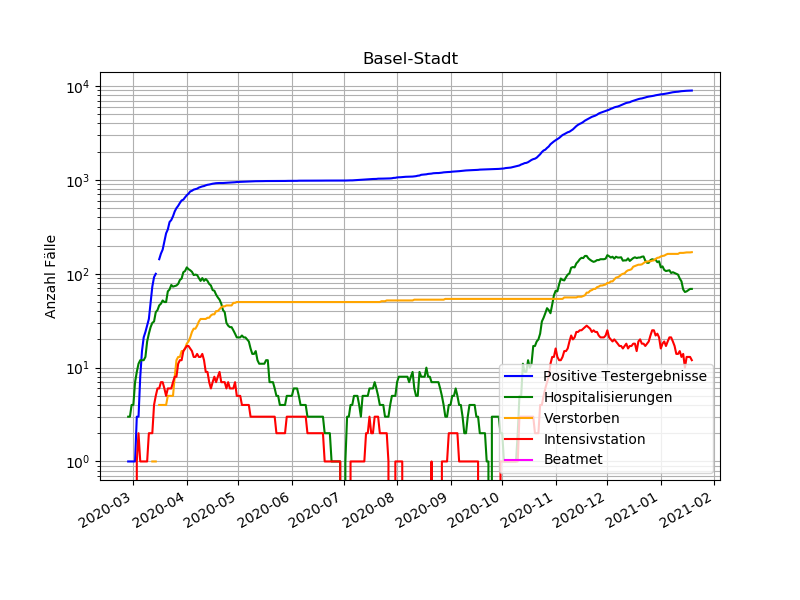 Basel-Stadt
Anzahl Fälle
10⁴
10³
10²
10¹
10⁰
Positive Testergebnisse
Hospitalisierungen
Verstorben
Intensivstation
Beatmet
2020-03
2020-04
2020-05
2020-06
2020-07
2020-08
2020-09
2020-10
2020-11
2020-12
2021-01
2021-02